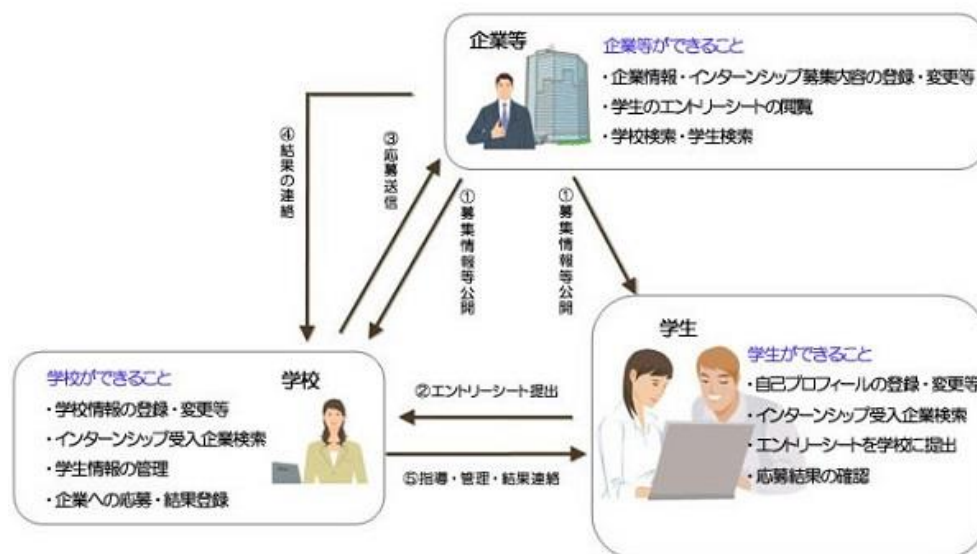 企業等
企業等ができること
・企業情報・インターンシップ募集内容の登録・変更等
・学生のエントリーシートの閲覧
・学校検索・学生検索
④結果の連絡
③応募送信
①募集情報等公開
①募集情報等公開
学校ができること
学校
・学校情報の登録・変更等
・インターンシップ受入企業検索
・学生情報の管理
・企業への応募・結果登録
②エントリーシート提出
⑤指導・管理・結果連絡
学生
学生ができること
・自己プロフィールの登録・変更等
・インターンシップ受入企業検索
・エントリーシートを学校に提出
・応募結果の確認